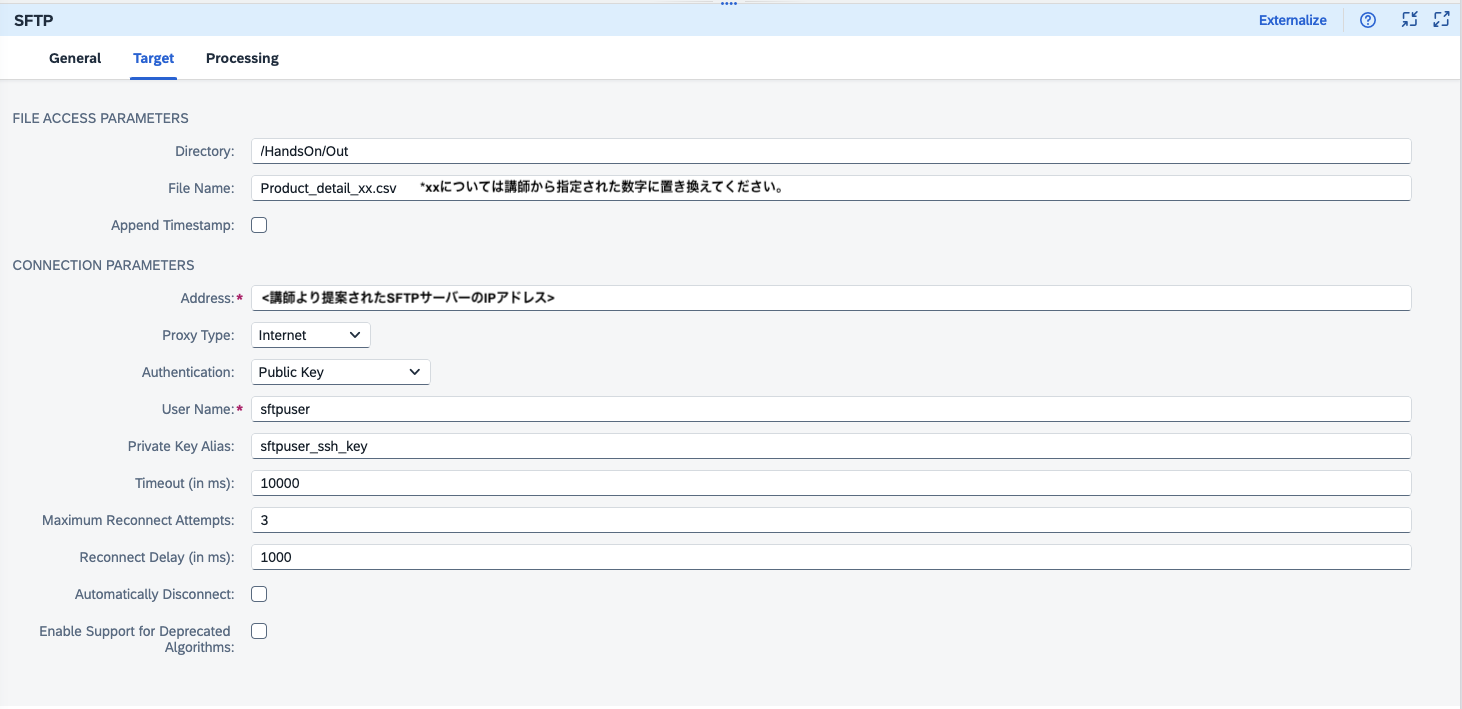 SFTP
Externalize
General Target Processing
FILE ACCESS PARAMETERS
Directory: /HandsOn/Out
File Name: Product_detail_xx.csv *xxについては講師から指定された数字に置き換えてください。
Append Timestamp:
CONNECTION PARAMETERS
Address:* <講師より提案されたSFTPサーバーのIPアドレス>
Proxy Type: Internet
Authentication: Public Key
User Name:* sftpuser
Private Key Alias: sftpuser_ssh_key
Timeout (in ms): 10000
Maximum Reconnect Attempts: 3
Reconnect Delay (in ms): 1000
Automatically Disconnect:
Enable Support for Deprecated
Algorithms: